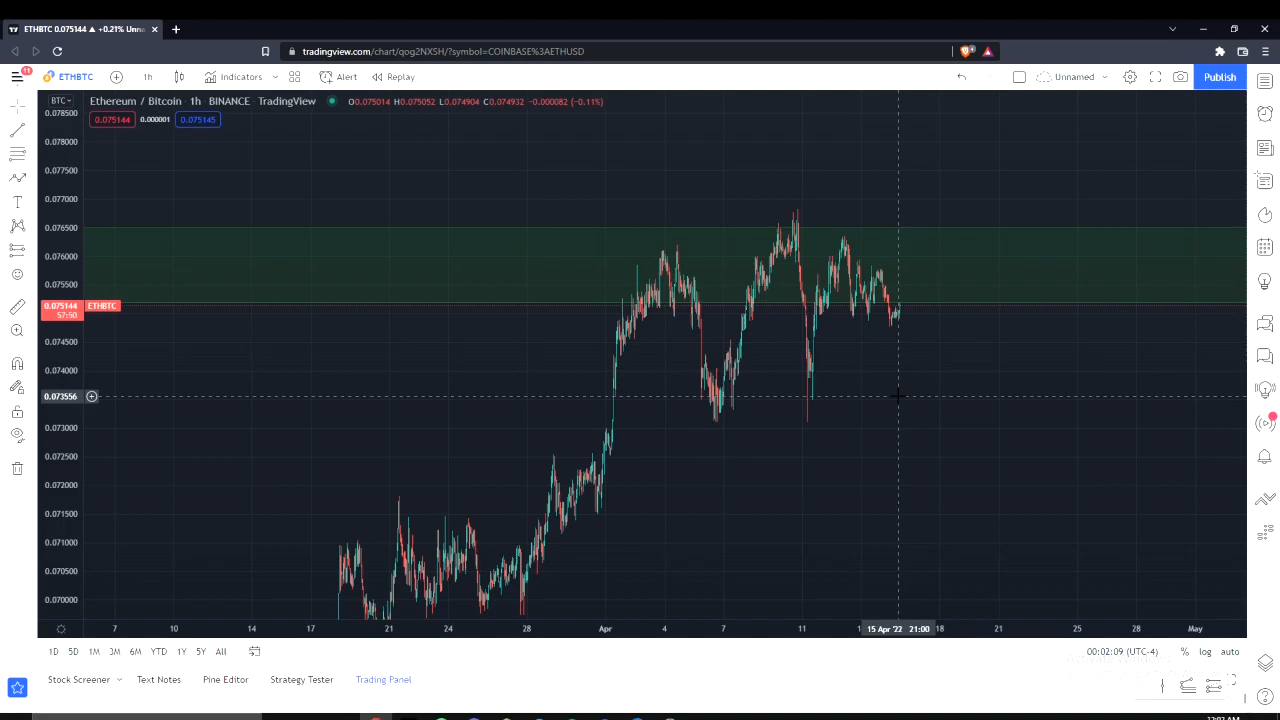 ETHBTC 0.075144 ▲ +0.21% Unna
tradingview.com/chart/qog2NXSH/?symbol=COINBASE%3AETHUSD
11 ETHBTC 1h Indicators Alert Replay Unnamed Publish
BTC Ethereum / Bitcoin · 1h · BINANCE · TradingView O0.075014 H0.075052 L0.074904 C0.074932 -0.000082 (-0.11%)
0.075144 0.000001 0.075145
0.078500
0.078000
0.077500
0.077000
0.076500
0.076000
0.075500
0.075144 ETHBTC
57:50
0.074500
0.074000
0.073556
0.073000
0.072500
0.072000
0.071500
0.071000
0.070500
0.070000
7 10 14 17 21 24 28 Apr 4 7 11 15 Apr '22 21:00 18 21 25 28 May
1D 5D 1M 3M 6M YTD 1Y 5Y All 00:02:09 (UTC-4) % log auto
Stock Screener Text Notes Pine Editor Strategy Tester Trading Panel